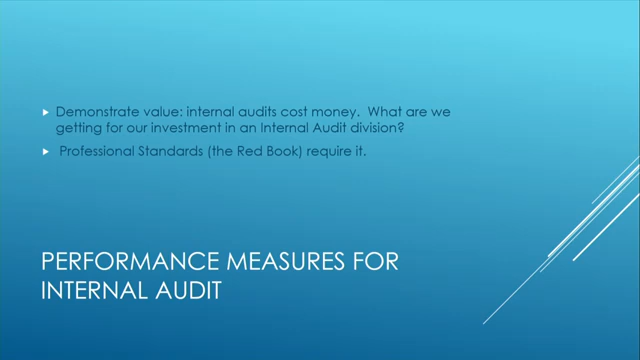 Demonstrate value: internal audits cost money.  What are we
getting for our investment in an Internal Audit division?
Professional Standards (the Red Book) require it.
PERFORMANCE MEASURES FOR
INTERNAL AUDIT